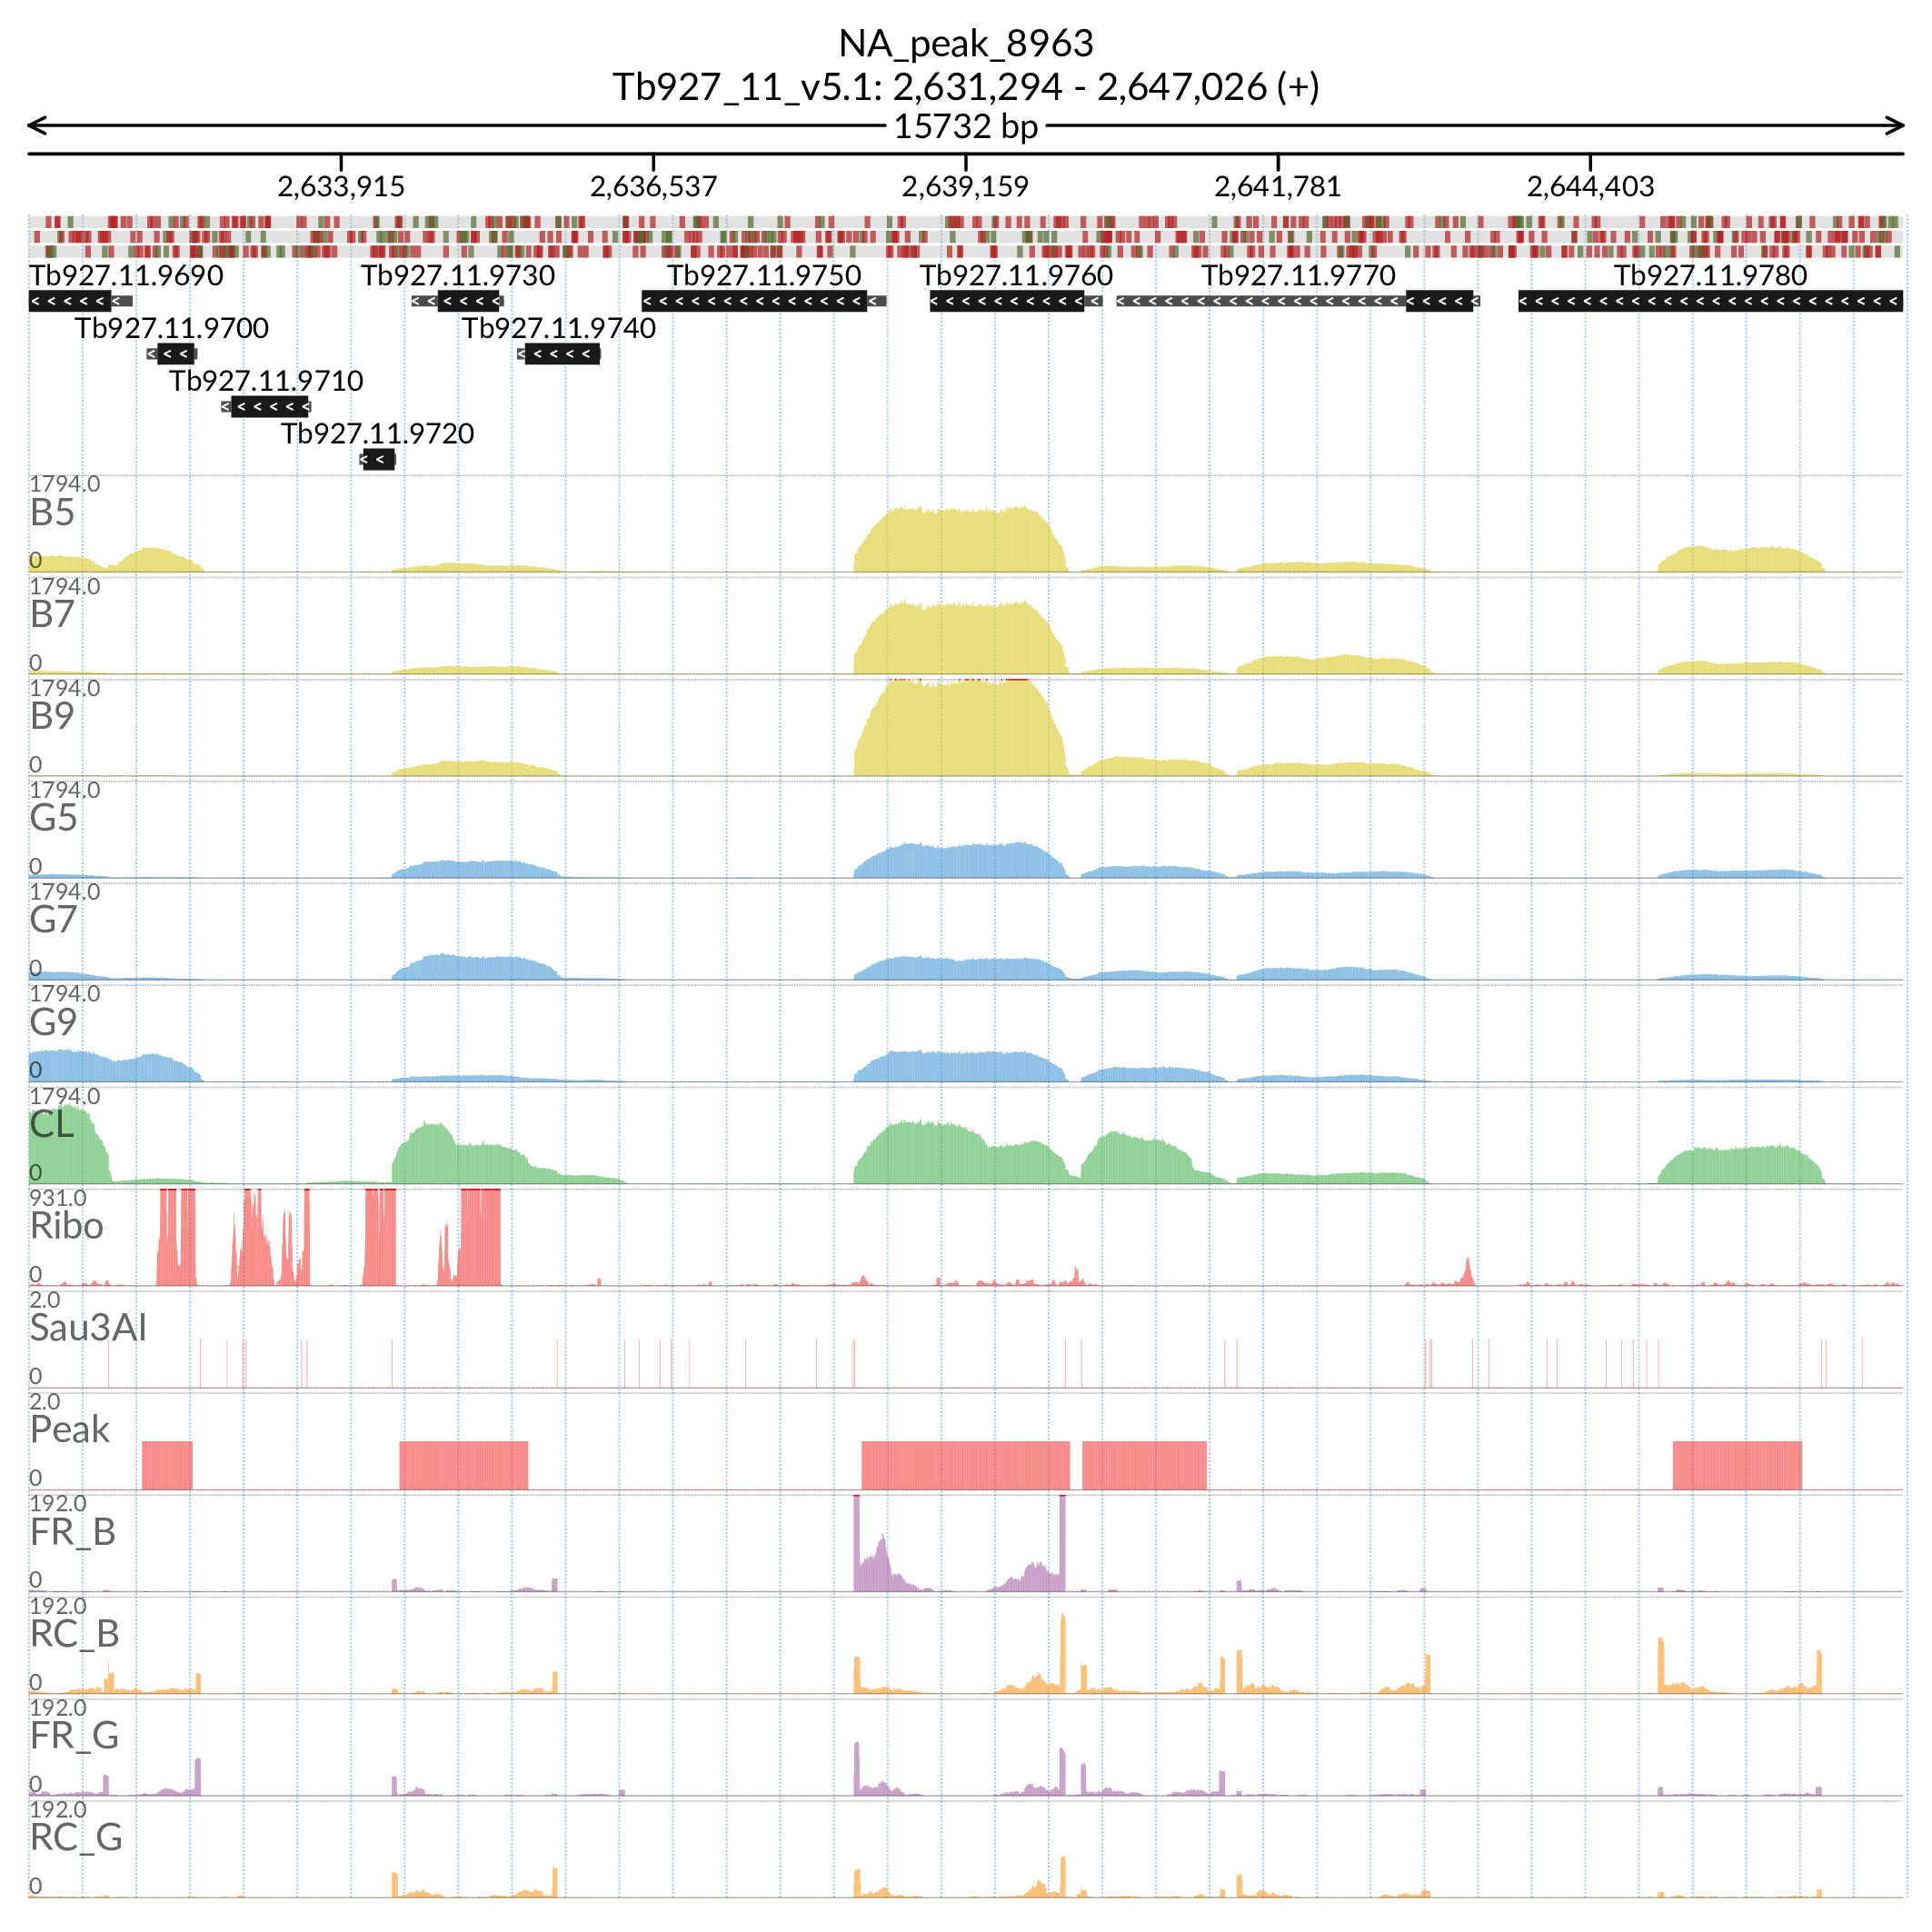 NA_peak_8963
Tb927_11_v5.1: 2,631,294 - 2,647,026 (+)
15732 bp
2,633,915 2,636,537 2,639,159 2,641,781 2,644,403
Tb927.11.9690 Tb927.11.9730 Tb927.11.9750 Tb927.11.9760 Tb927.11.9770 Tb927.11.9780
Tb927.11.9700 Tb927.11.9740
Tb927.11.9710
Tb927.11.9720
1794.0
B5
0
1794.0
B7
0
1794.0
B9
0
1794.0
G5
0
1794.0
G7
0
1794.0
G9
0
1794.0
CL
0
931.0
Ribo
0
2.0
Sau3AI
0
2.0
Peak
0
192.0
FR_B
0
192.0
RC_B
0
192.0
FR_G
0
192.0
RC_G
0